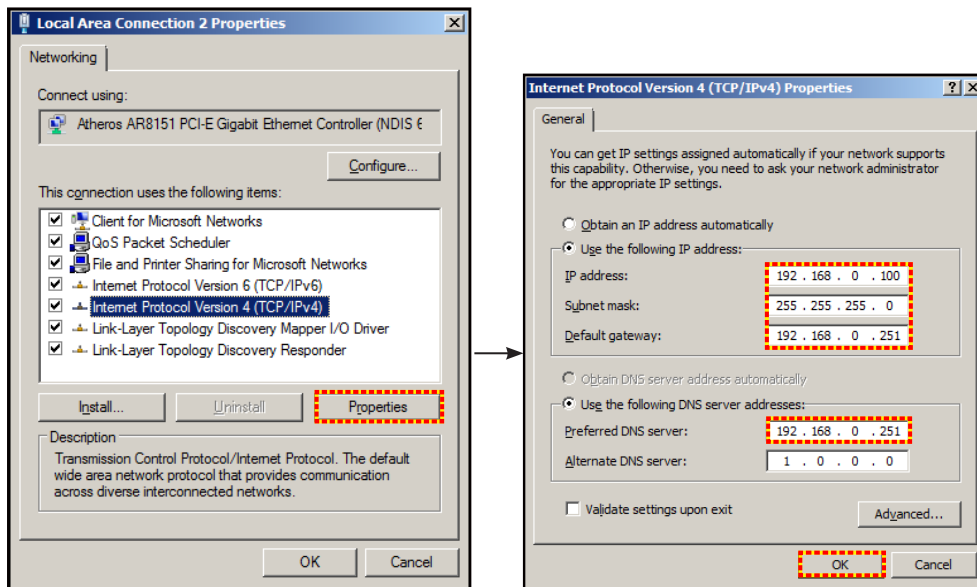 Local Area Connection 2 Properties
Networking
Connect using:
Atheros AR8151 PCI-E Gigabit Ethernet Controller (NDIS 6
Configure...
This connection uses the following items:
Client for Microsoft Networks
QoS Packet Scheduler
File and Printer Sharing for Microsoft Networks
Internet Protocol Version 6 (TCP/IPv6)
Internet Protocol Version 4 (TCP/IPv4)
Link-Layer Topology Discovery Mapper I/O Driver
Link-Layer Topology Discovery Responder
Install...
Uninstall
Properties
Description
Transmission Control Protocol/Internet Protocol. The default
wide area network protocol that provides communication
across diverse interconnected networks.
OK
Cancel
Internet Protocol Version 4 (TCP/IPv4) Properties
General
You can get IP settings assigned automatically if your network supports
this capability. Otherwise, you need to ask your network administrator
for the appropriate IP settings.
Obtain an IP address automatically
Use the following IP address:
IP address: 192 . 168 . 0 . 100
Subnet mask: 255 . 255 . 255 . 0
Default gateway: 192 . 168 . 0 . 251
Obtain DNS server address automatically
Use the following DNS server addresses:
Preferred DNS server: 192 . 168 . 0 . 251
Alternate DNS server: 1 . 0 . 0 . 0
Validate settings upon exit
Advanced...
OK
Cancel